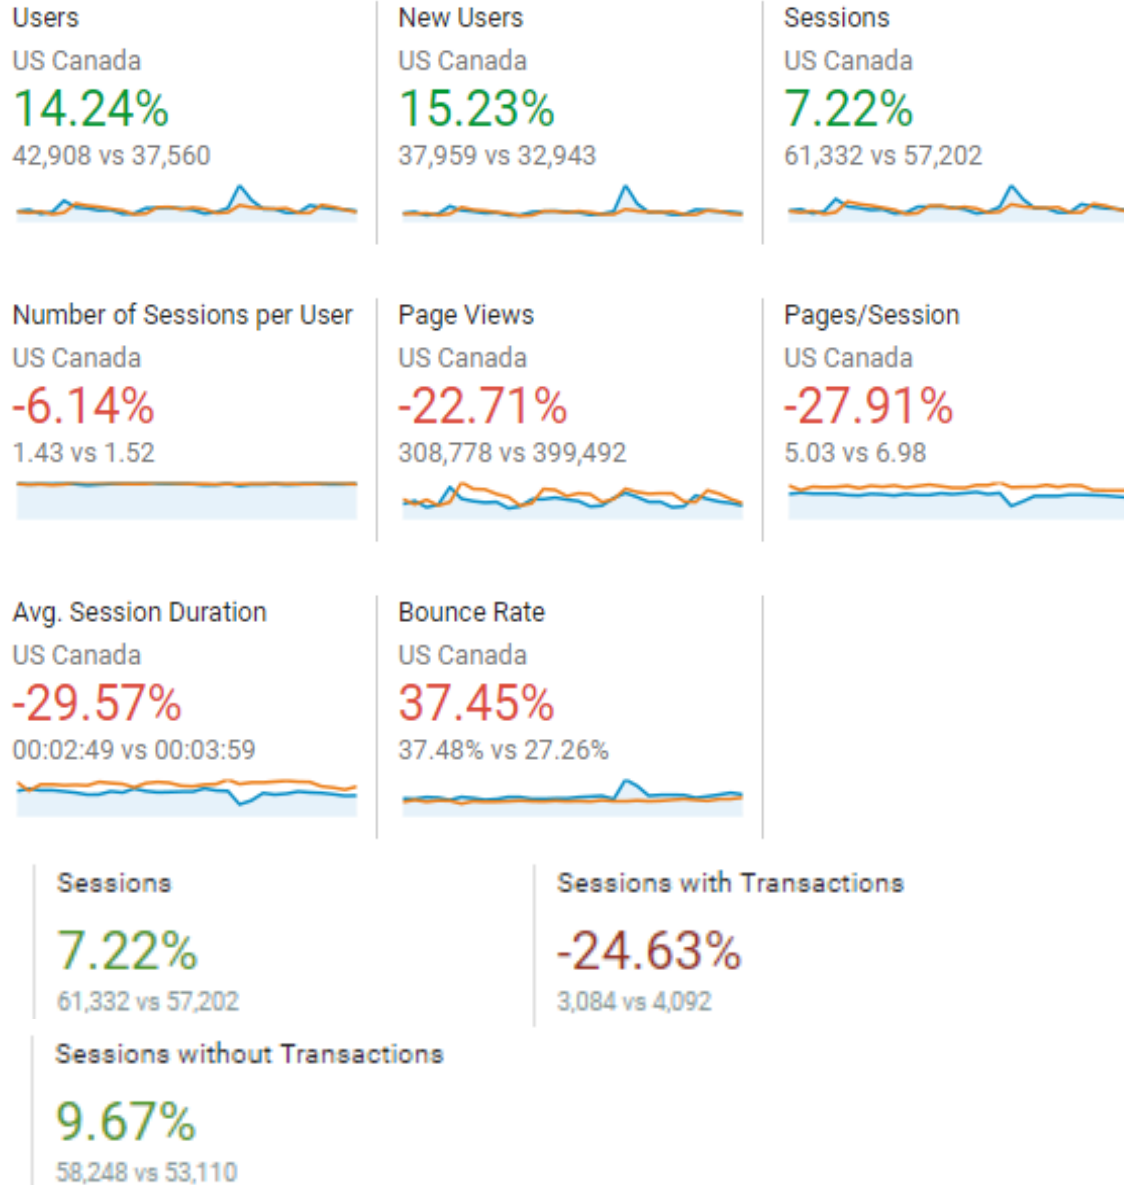 Users
US Canada
14.24%
42,908 vs 37,560
New Users
US Canada
15.23%
37,959 vs 32,943
Sessions
US Canada
7.22%
61,332 vs 57,202
Number of Sessions per User
US Canada
-6.14%
1.43 vs 1.52
Page Views
US Canada
-22.71%
308,778 vs 399,492
Pages/Session
US Canada
-27.91%
5.03 vs 6.98
Avg. Session Duration
US Canada
-29.57%
00:02:49 vs 00:03:59
Bounce Rate
US Canada
37.45%
37.48% vs 27.26%
Sessions
7.22%
61,332 vs 57,202
Sessions with Transactions
-24.63%
3,084 vs 4,092
Sessions without Transactions
9.67%
58,248 vs 53,110